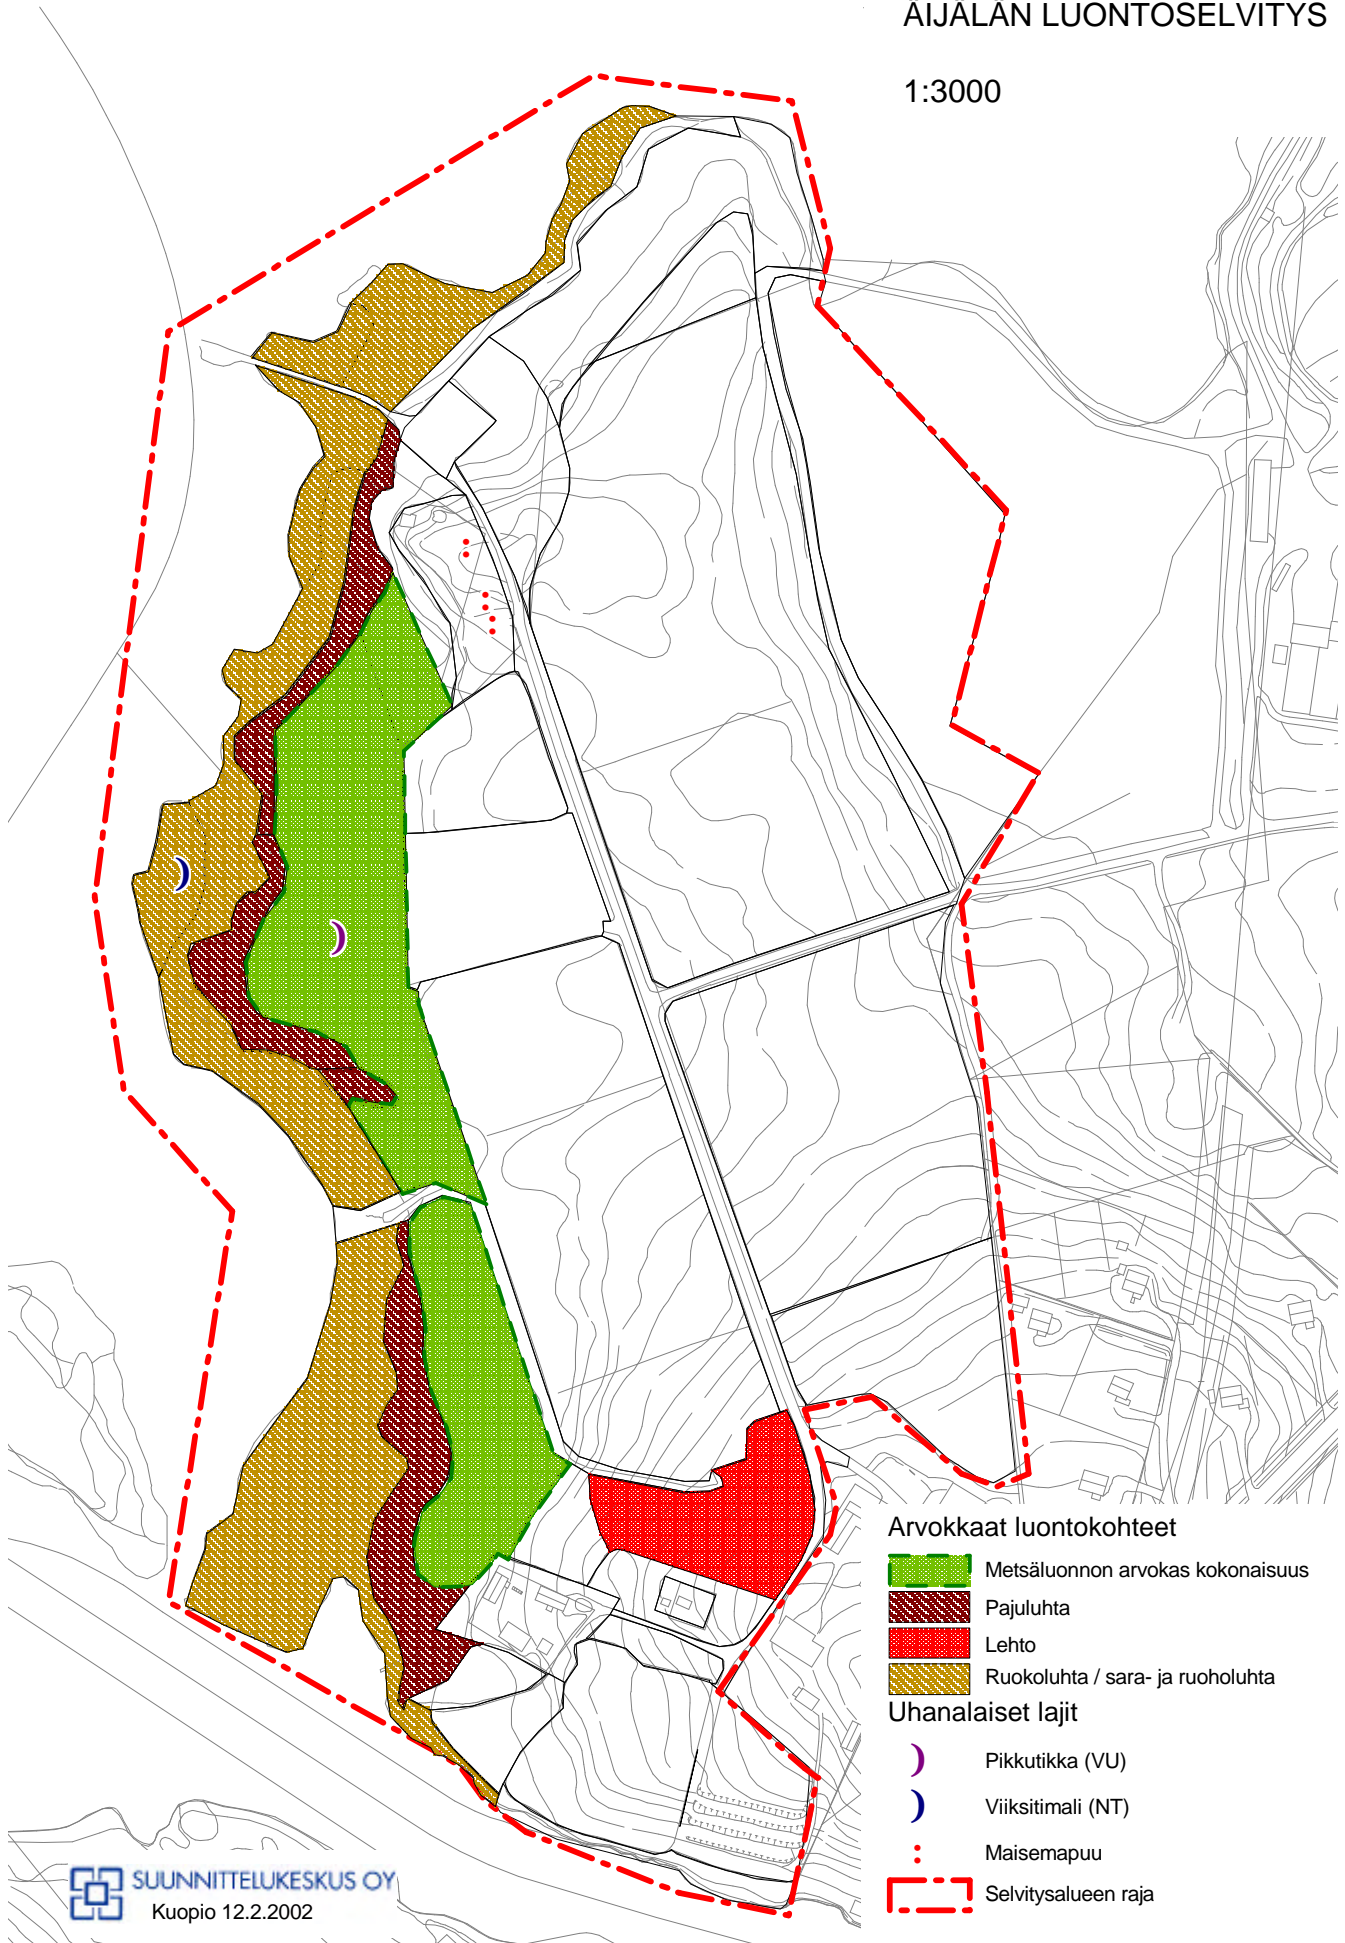 ÄIJÄLÄN LUONTOSELVITYS
1:3000
Arvokkaat luontokohteet
Metsäluonnon arvokas kokonaisuus
Pajuluhta
Lehto
Ruokoluhta / sara- ja ruoholuhta
Uhanalaiset lajit
Pikkutikka (VU)
Viiksitimali (NT)
Maisemapuu
Selvitysalueen raja
SUUNNITTELUKESKUS OY
Kuopio 12.2.2002